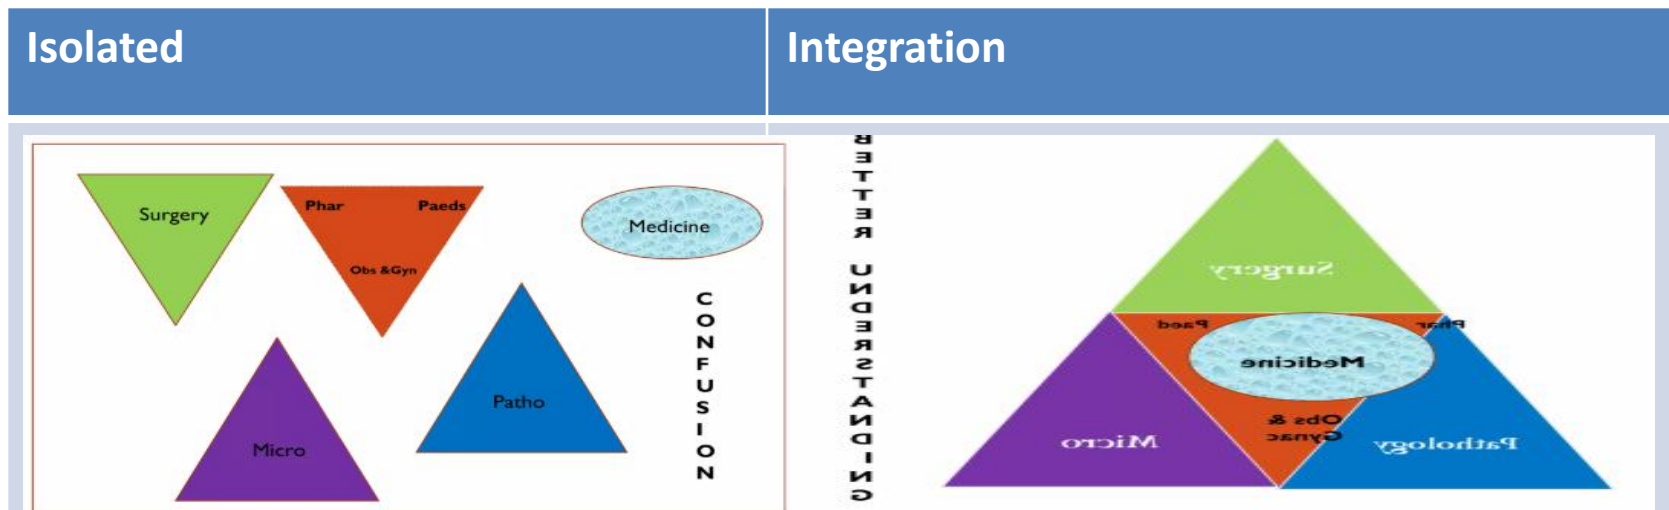 Isolated
Integration
Surgery
Phar
Paeds
Obs &Gyn
Medicine
Patho
Micro
CONFUSION
BETTER UNDERSTANDING
Surgery
Paed
Phar
Medicine
Obs &
Gynac
Micro
Pathology